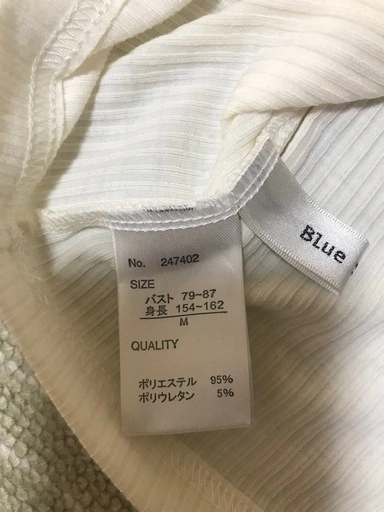 No. 247402
SIZE
バスト 79-87
身長 154~162
M
QUALITY
ポリエステル 95%
ポリウレタン 5%
Blue